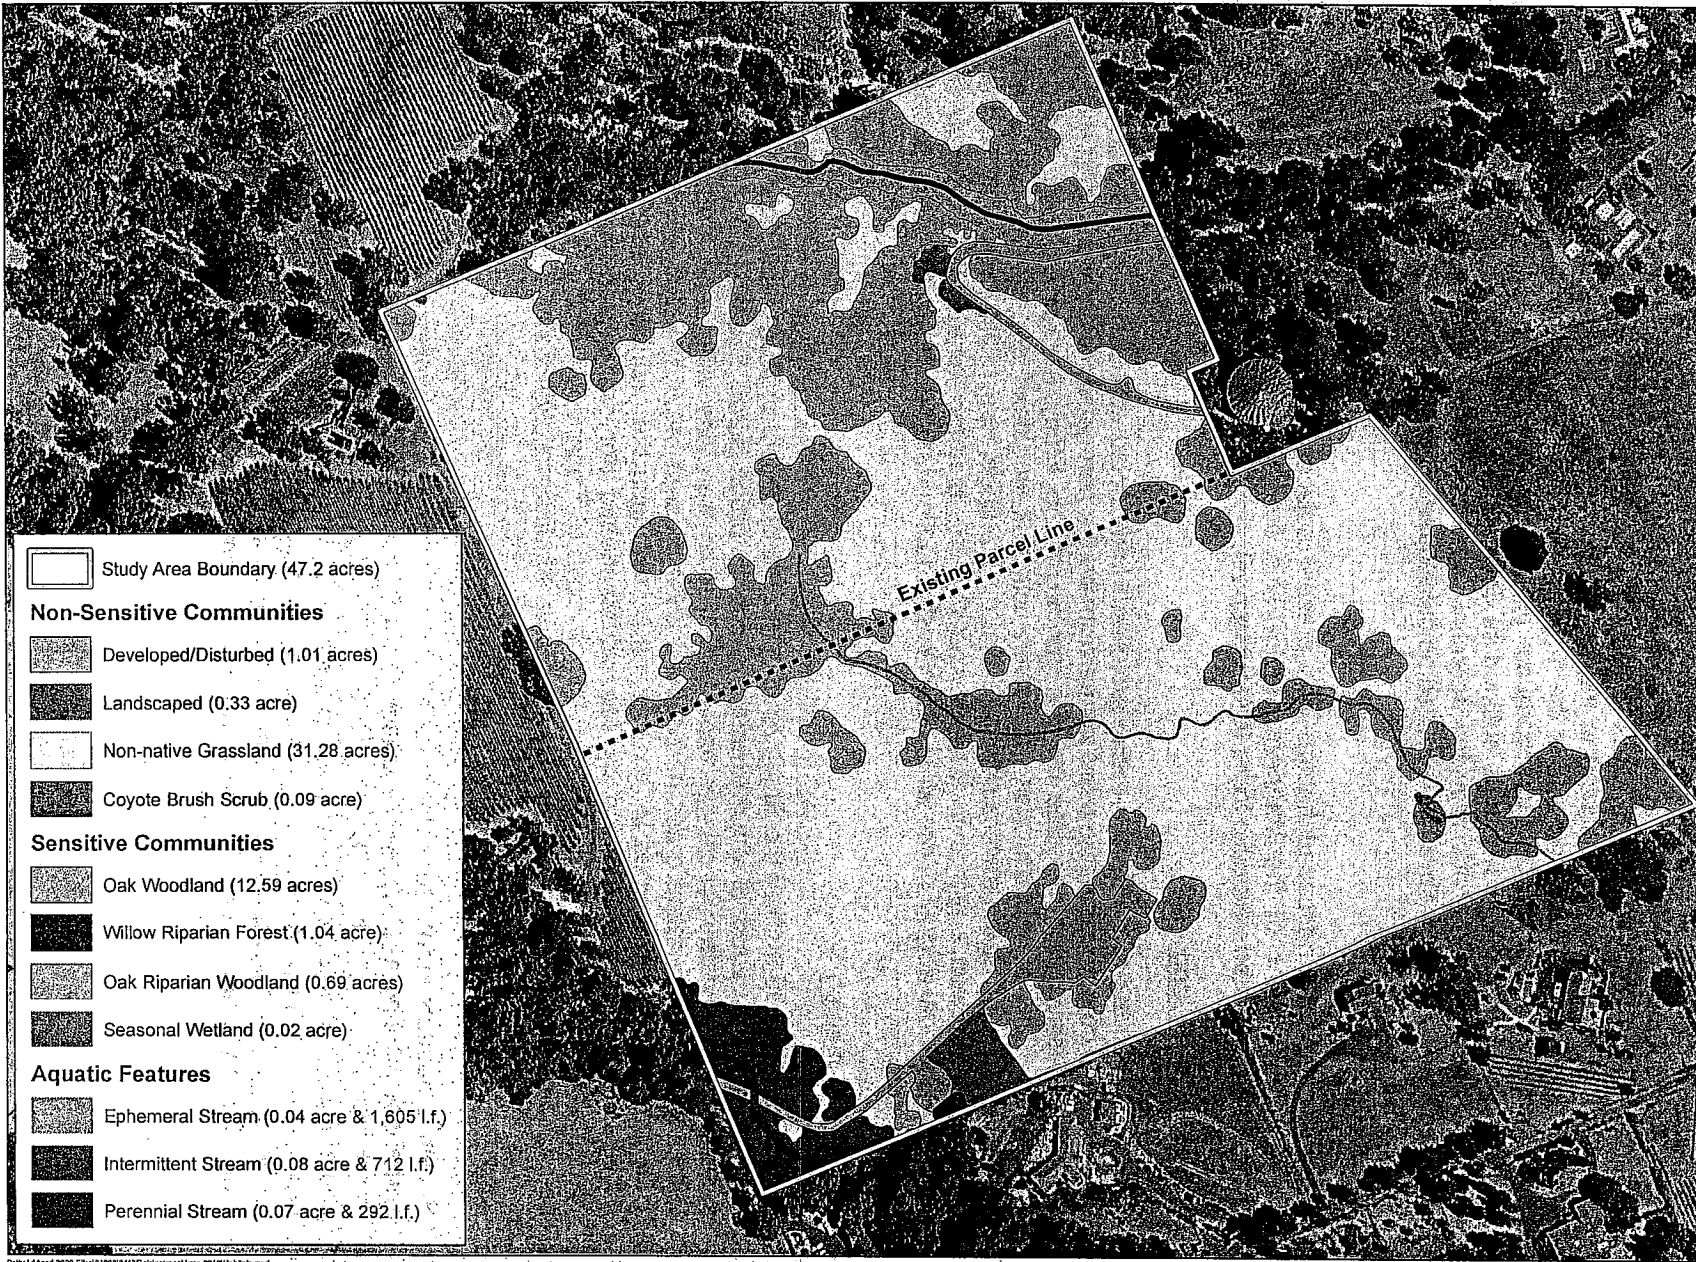 Existing Parcel Line
Study Area Boundary (47.2 acres)
Non-Sensitive Communities
Developed/Disturbed (1.01 acres)
Landscaped (0.33 acre)
Non-native Grassland (31.28 acres)
Coyote Brush Scrub (0.09 acre)
Sensitive Communities
Oak Woodland (12.59 acres)
Willow Riparian Forest (1.04 acre)
Oak Riparian Woodland (0.69 acres)
Seasonal Wetland (0.02 acre)
Aquatic Features
Ephemeral Stream (0.04 acre & 1,605 l.f.)
Intermittent Stream (0.08 acre & 712 l.f.)
Perennial Stream (0.07 acre & 292 l.f.)